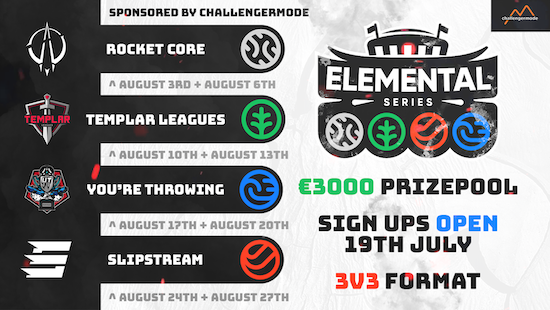 SPONSORED BY CHALLENGERMODE
challengermode
ROCKET CORE
^ AUGUST 3RD + AUGUST 6TH
TEMPLAR
TEMPLAR LEAGUES
^ AUGUST 10TH + AUGUST 13TH
YT
YOU'RE THROWING
^ AUGUST 17TH + AUGUST 20TH
SLIPSTREAM
^ AUGUST 24TH + AUGUST 27TH
ELEMENTAL
SERIES
€3000 PRIZEPOOL
SIGN UPS OPEN
19TH JULY
3V3 FORMAT